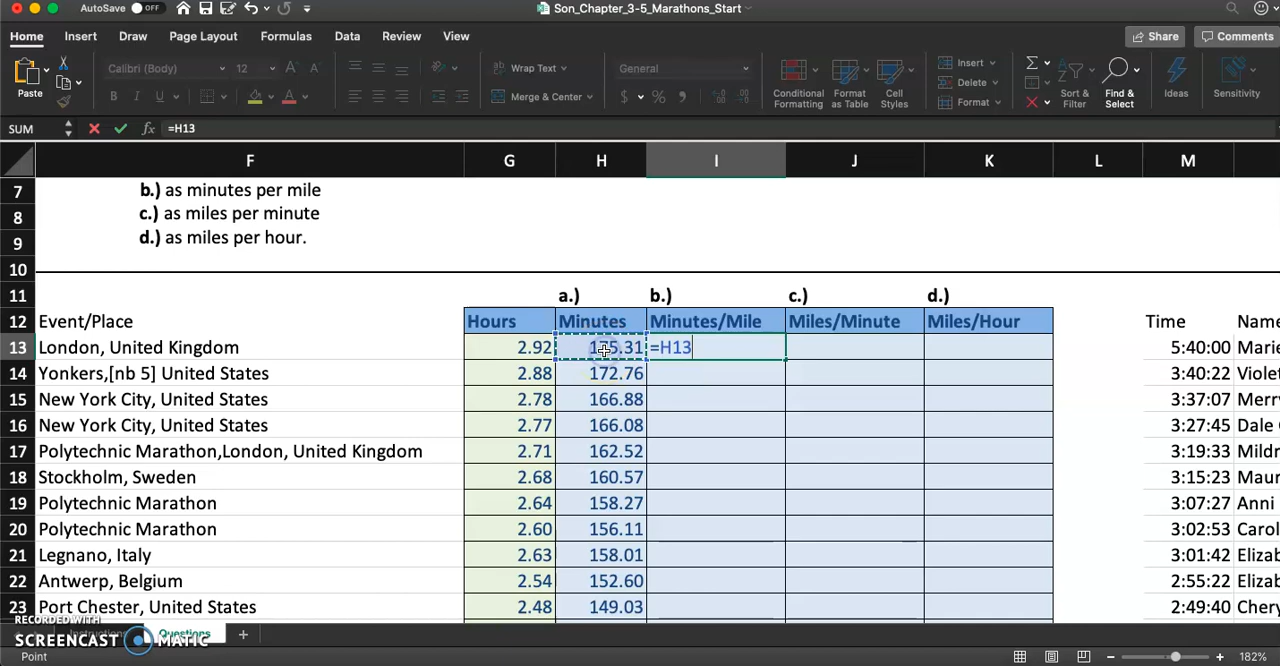 AutoSave OFF Son_Chapter_3-5_Marathons_Start
Home Insert Draw Page Layout Formulas Data Review View Share Comments
Paste Calibri (Body) 12 A A Wrap Text General Conditional Formatting Format as Table Cell Styles Insert Sort & Filter Find & Select Ideas Sensitivity
B I U A Merge & Center $ % Delete
Format
SUM fx =H13
F G H I J K L M
7 b.) as minutes per mile
8 c.) as miles per minute
9 d.) as miles per hour.
10
11 a.) b.) c.) d.)
12 Event/Place Hours Minutes Minutes/Mile Miles/Minute Miles/Hour Time Name
13 London, United Kingdom 2.92 175.31 =H13 5:40:00 Marie
14 Yonkers,[nb 5] United States 2.88 172.76 3:40:22 Violet
15 New York City, United States 2.78 166.88 3:37:07 Merry
16 New York City, United States 2.77 166.08 3:27:45 Dale
17 Polytechnic Marathon,London, United Kingdom 2.71 162.52 3:19:33 Mildr
18 Stockholm, Sweden 2.68 160.57 3:15:23 Maur
19 Polytechnic Marathon 2.64 158.27 3:07:27 Anni
20 Polytechnic Marathon 2.60 156.11 3:02:53 Carol
21 Legnano, Italy 2.63 158.01 3:01:42 Elizab
22 Antwerp, Belgium 2.54 152.60 2:55:22 Elizab
23 Port Chester, United States 2.48 149.03 2:49:40 Chery
RECORDED WITH
SCREENCAST MATIC
Instructions Questions +
Point 182%